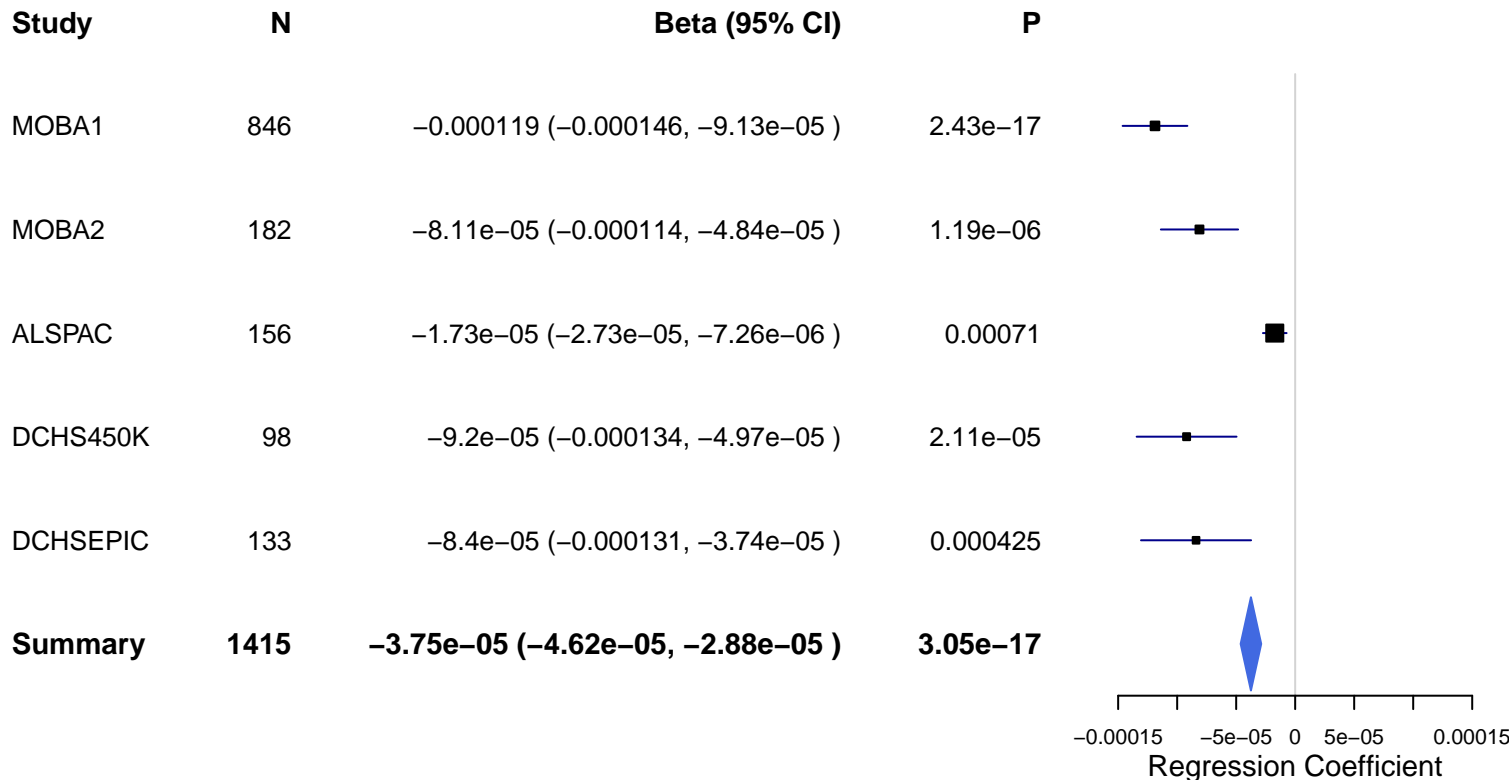 Study N Beta (95% CI) P
MOBA1 846 −0.000119 (−0.000146, −9.13e−05 ) 2.43e−17
MOBA2 182 −8.11e−05 (−0.000114, −4.84e−05 ) 1.19e−06
ALSPAC 156 −1.73e−05 (−2.73e−05, −7.26e−06 ) 0.00071
DCHS450K 98 −9.2e−05 (−0.000134, −4.97e−05 ) 2.11e−05
DCHSEPIC 133 −8.4e−05 (−0.000131, −3.74e−05 ) 0.000425
Summary 1415 −3.75e−05 (−4.62e−05, −2.88e−05 ) 3.05e−17
−0.00015 −5e−05 0 5e−05 0.00015
Regression Coefficient